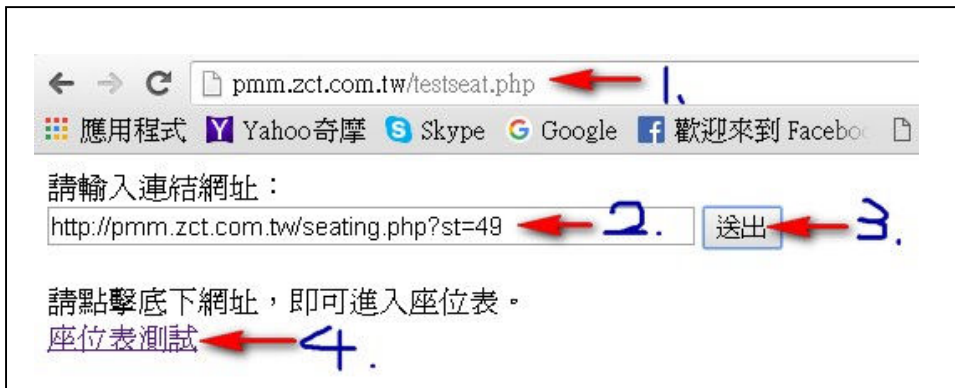 pmm.zct.com.tw/testseat.php 1、
應用程式 Yahoo奇摩 Skype Google 歡迎來到 Facebo
請輸入連結網址：
http://pmm.zct.com.tw/seating.php?st=49 2. 送出 3.
請點擊底下網址，即可進入座位表。
座位表測試 4.